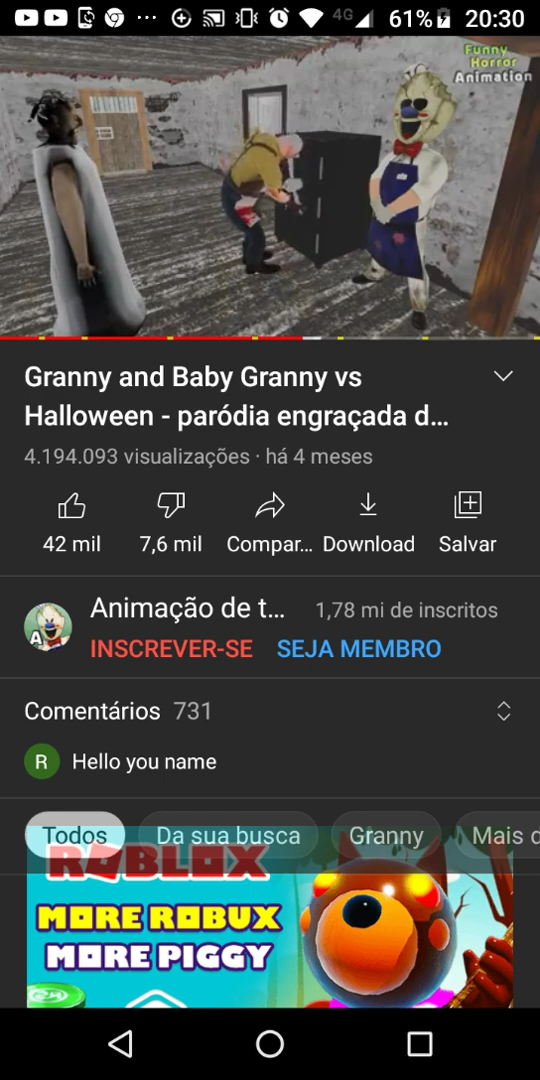 4G 61% 20:30
Funny
Horror
Animation
Granny and Baby Granny vs
Halloween - paródia engraçada d...
4.194.093 visualizações · há 4 meses
42 mil 7,6 mil Compar... Download Salvar
Animação de t... 1,78 mi de inscritos
INSCREVER-SE SEJA MEMBRO
Comentários 731
R Hello you name
Todos Da sua busca Granny Mais d
ROBLOX
MORE ROBUX
MORE PIGGY